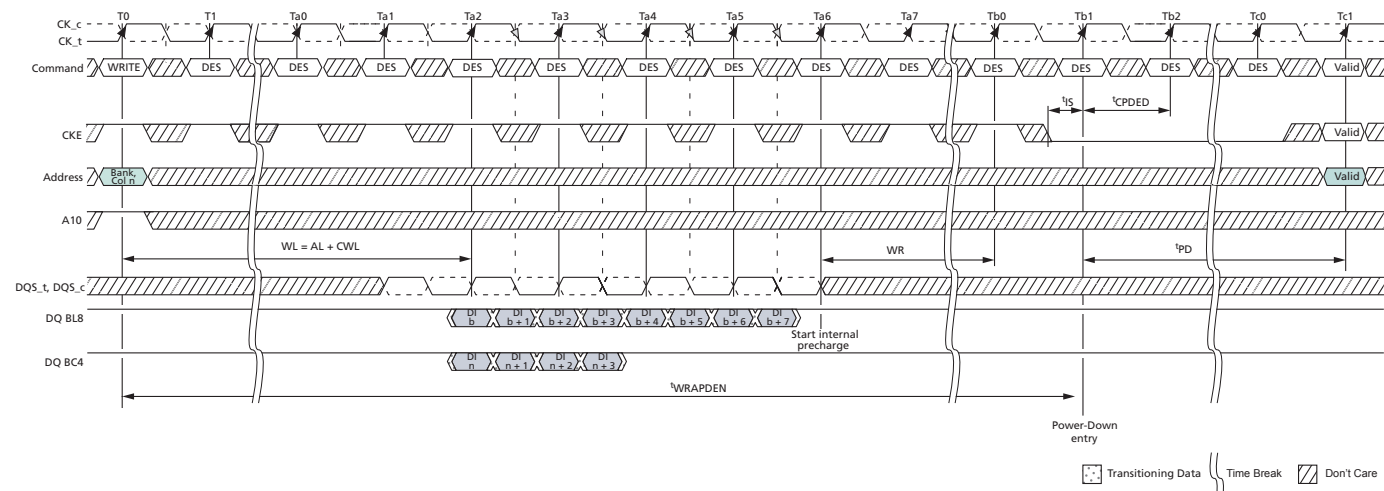 T0 T1 Ta0 Ta1 Ta2 Ta3 Ta4 Ta5 Ta6 Ta7 Tb0 Tb1 Tb2 Tc0 Tc1
CK_c
CK_t
Command WRITE DES DES DES DES DES DES DES DES DES DES DES DES DES Valid
tIS tCPDED
CKE Valid
Address Bank, Col n Valid
A10
WL = AL + CWL WR tPD
DQS_t, DQS_c
DQ BL8 DI b DI b + 1 DI b + 2 DI b + 3 DI b + 4 DI b + 5 DI b + 6 DI b + 7
Start internal
precharge
DQ BC4 DI n DI n + 1 DI n + 2 DI n + 3
tWRAPDEN
Power-Down
entry
Transitioning Data Time Break Don't Care